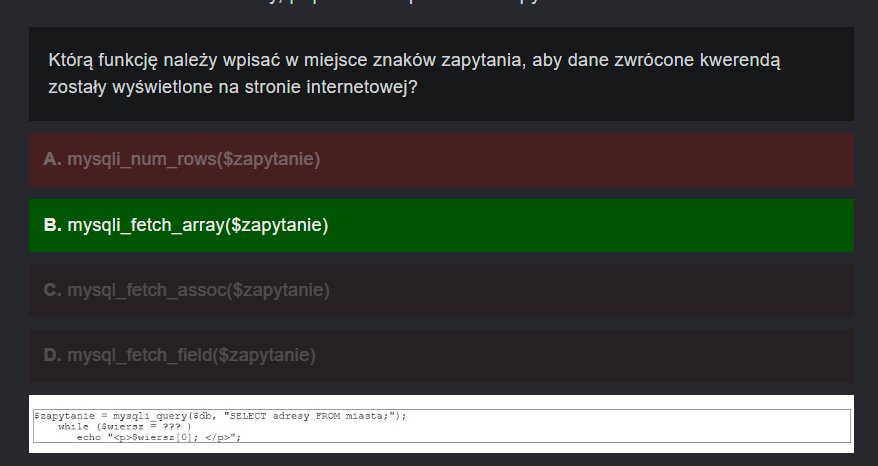 Którą funkcję należy wpisać w miejsce znaków zapytania, aby dane zwrócone kwerendą
zostały wyświetlone na stronie internetowej?
A. mysqli_num_rows($zapytanie)
B. mysqli_fetch_array($zapytanie)
C. mysql_fetch_assoc($zapytanie)
D. mysql_fetch_field($zapytanie)
$zapytanie = mysqli_query($db, "SELECT adresy FROM miasta;");
while ($wiersz = ??? )
echo "<p>$wiersz[0]; </p>";